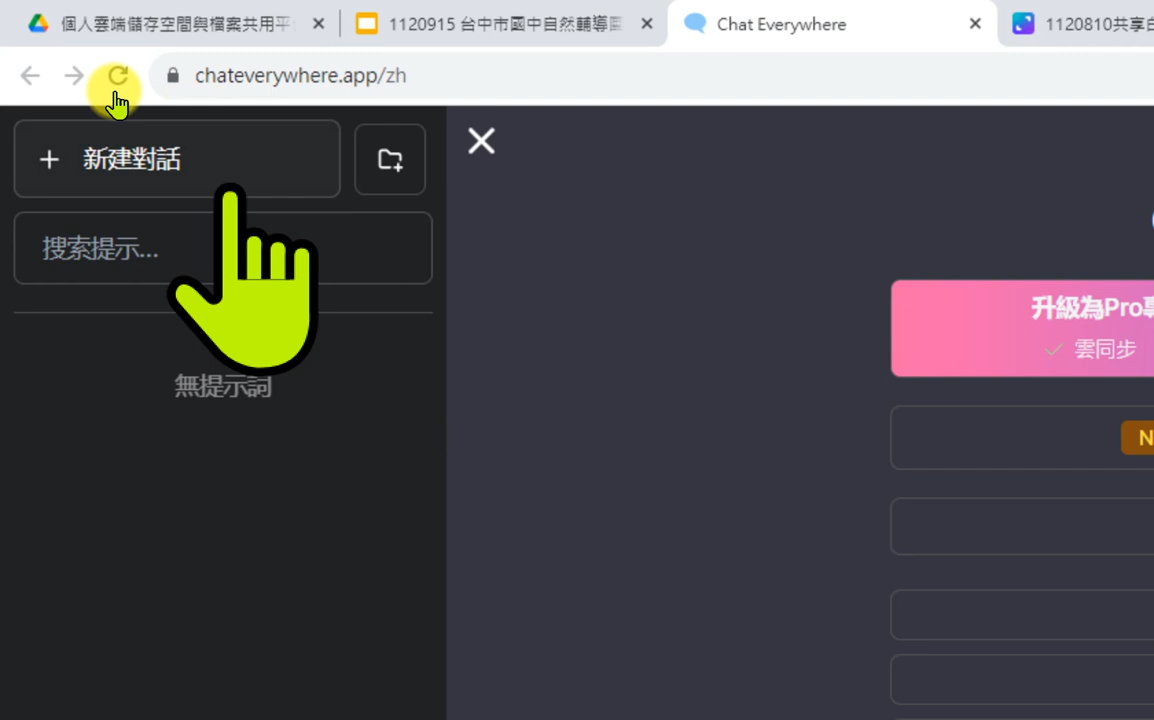 個人雲端儲存空間與檔案共用平
1120915 台中市國中自然輔導團
Chat Everywhere
1120810共享白
chateverywhere.app/zh
新建對話
搜索提示...
無提示詞
升級為Pro專
雲同步
N